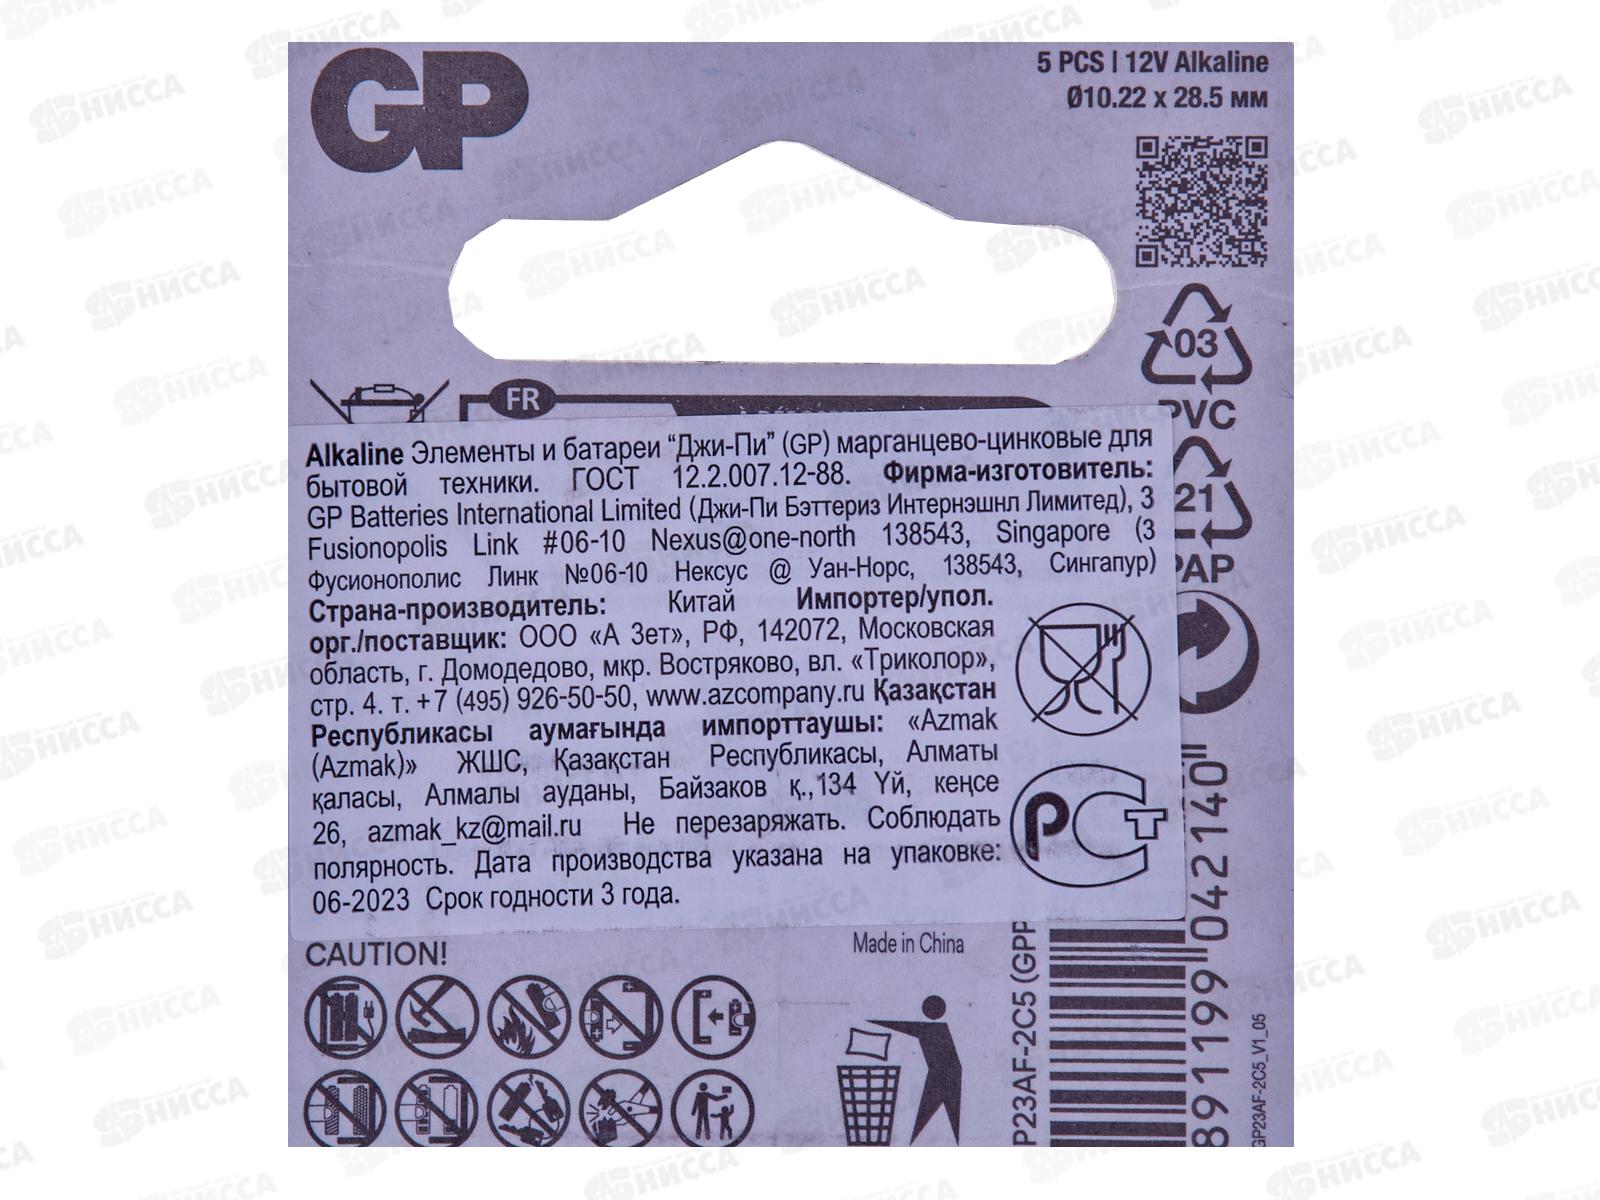 GP
5 PCS | 12V Alkaline
Ø10.22 x 28.5 мм
03
PVC
FR
21
PAP
Alkaline Элементы и батареи “Джи-Пи” (GP) марганцево-цинковые для
бытовой техники. ГОСТ 12.2.007.12-88. Фирма-изготовитель:
GP Batteries International Limited (Джи-Пи Бэттериз Интернэшнл Лимитед), 3
Fusionopolis Link #06-10 Nexus@one-north 138543, Singapore (3
Фусионополис Линк №06-10 Нексус @ Уан-Норс, 138543, Сингапур)
Страна-производитель: Китай Импортер/упол.
орг./поставщик: ООО «А Зет», РФ, 142072, Московская
область, г. Домодедово, мкр. Востряково, вл. «Триколор»,
стр. 4. т. +7 (495) 926-50-50, www.azcompany.ru Қазақстан
Республикасы аумағында импорттаушы: «Azmak
(Azmak)» ЖШС, Қазақстан Республикасы, Алматы
қаласы, Алмалы ауданы, Байзаков қ.,134 Үй, кеңсе
26, azmak_kz@mail.ru Не перезаряжать. Соблюдать
полярность. Дата производства указана на упаковке:
06-2023 Срок годности 3 года.
РСТ
CAUTION!
Made in China
P23AF-2C5 (GPP
891199 042140
GP23AF-2C5_V1_05
НИССА